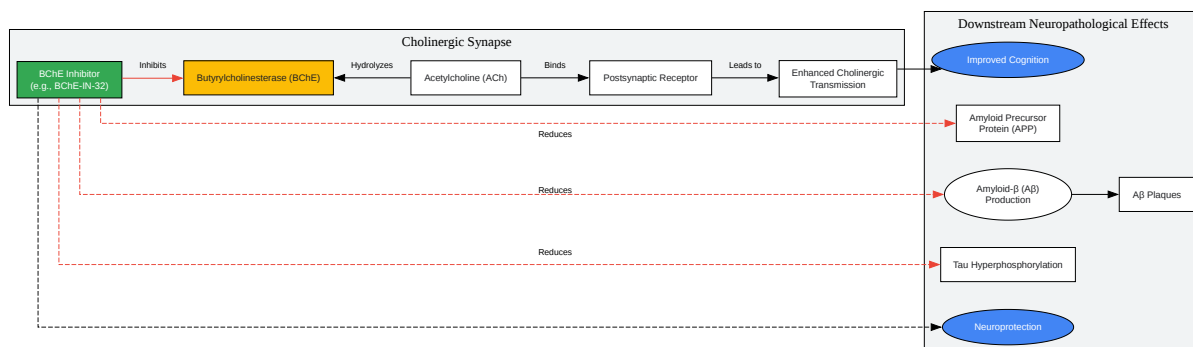 Downstream Neuropathological Effects
Cholinergic Synapse
BChE Inhibitor
(e.g., BChE-IN-32)
Inhibits
Butyrylcholinesterase (BChE)
Hydrolyzes
Acetylcholine (ACh)
Binds
Postsynaptic Receptor
Leads to
Enhanced Cholinergic
Transmission
Improved Cognition
Reduces
Amyloid Precursor
Protein (APP)
Reduces
Amyloid-β (Aβ)
Production
Aβ Plaques
Reduces
Tau Hyperphosphorylation
Neuroprotection